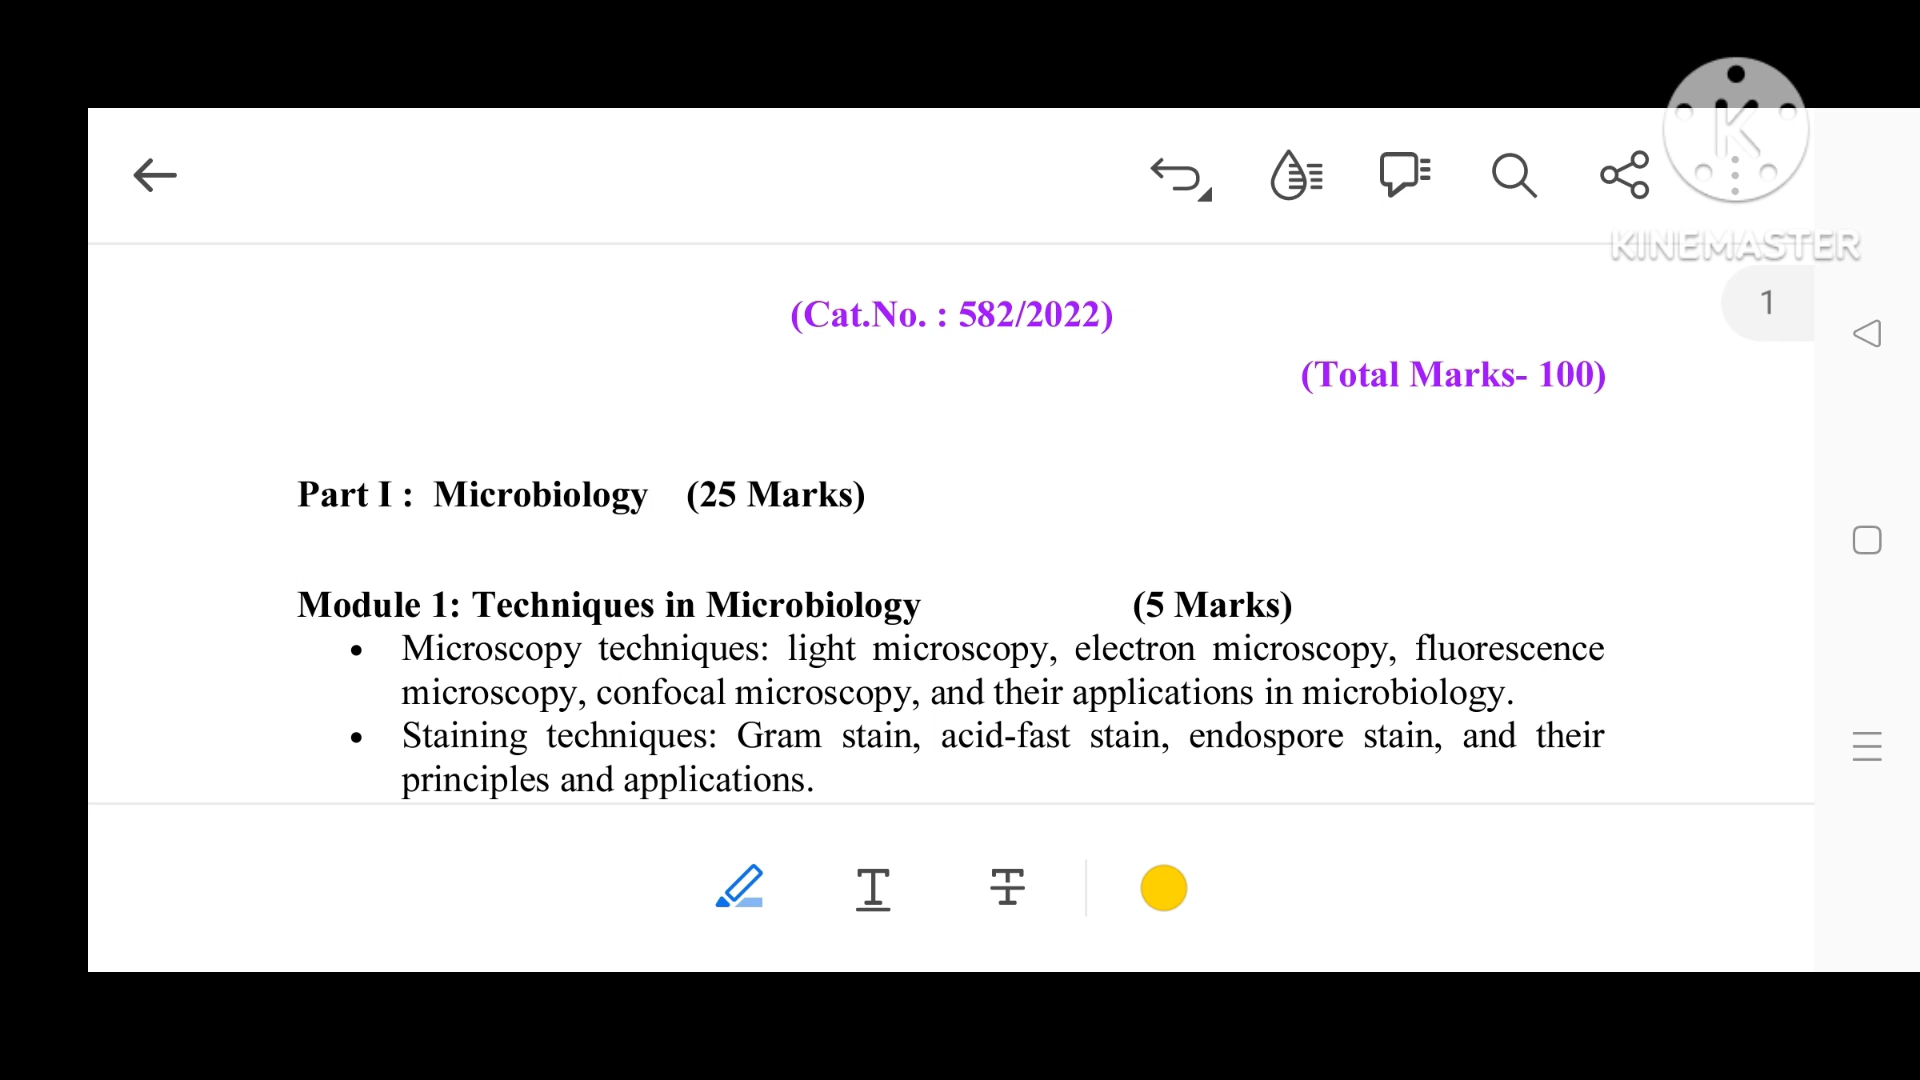 K
KINEMASTER
1
(Cat.No. : 582/2022)
(Total Marks- 100)
Part I : Microbiology (25 Marks)
Module 1: Techniques in Microbiology (5 Marks)
• Microscopy techniques: light microscopy, electron microscopy, fluorescence
microscopy, confocal microscopy, and their applications in microbiology.
• Staining techniques: Gram stain, acid-fast stain, endospore stain, and their
principles and applications.